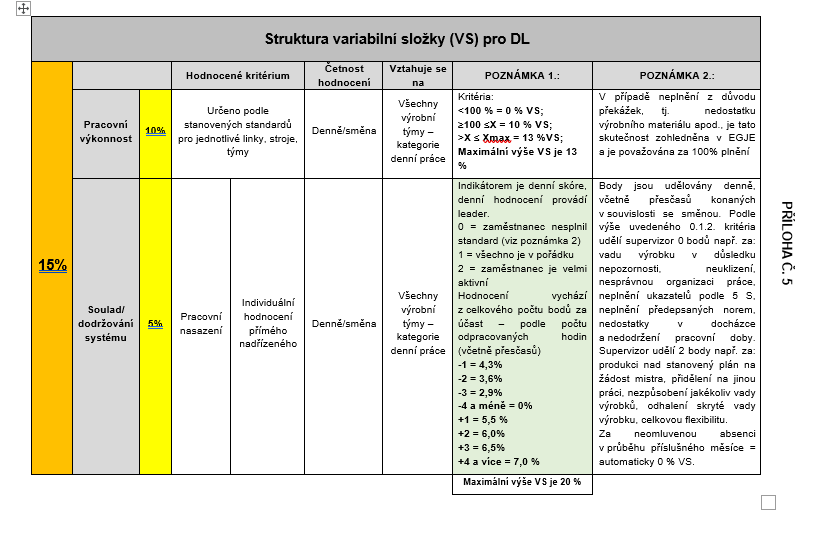 Struktura variabilní složky (VS) pro DL
Hodnocené kritérium
Četnost
hodnocení
Vztahuje se
na
POZNÁMKA 1.:
POZNÁMKA 2.:
15%
Pracovní
výkonnost
10%
Určeno podle
stanovených standardů
pro jednotlivé linky, stroje,
týmy
Denně/směna
Všechny
výrobní
týmy –
kategorie
denní práce
Kritéria:
<100 % = 0 % VS;
≥100 ≤X = 10 % VS;
>X ≤ Xmax = 13 %VS;
Maximální výše VS je 13
%
V případě neplnění z důvodu
překážek, tj. nedostatku
výrobního materiálu apod., je tato
skutečnost zohledněna v EGJE
a je považována za 100% plnění
Soulad/
dodržování
systému
5%
Pracovní
nasazení
Individuální
hodnocení
přímého
nadřízeného
Denně/směna
Všechny
výrobní
týmy –
kategorie
denní práce
Indikátorem je denní skóre,
denní hodnocení provádí
leader.
0 = zaměstnanec nesplnil
standard (viz poznámka 2)
1 = všechno je v pořádku
2 = zaměstnanec je velmi
aktivní
Hodnocení vychází
z celkového počtu bodů za
účast – podle počtu
odpracovaných hodin
(včetně přesčasů)
-1 = 4,3%
-2 = 3,6%
-3 = 2,9%
-4 a méně = 0%
+1 = 5,5 %
+2 = 6,0%
+3 = 6,5%
+4 a více = 7,0 %
Body jsou udělovány denně,
včetně přesčasů konaných
v souvislosti se směnou. Podle
výše uvedeného 0.1.2. kritéria
udělí supervizor 0 bodů např. za:
vadu výrobku v důsledku
nepozornosti, neuklizení,
nesprávnou organizaci práce,
neplnění ukazatelů podle 5 S,
neplnění předepsaných norem,
nedostatky v docházce
a nedodržení pracovní doby.
Supervizor udělí 2 body např. za:
produkci nad stanovený plán na
žádost mistra, přidělení na jinou
práci, nezpůsobení jakékoliv vady
výrobků, odhalení skryté vady
výrobku, celkovou flexibilitu.
Za neomluvenou absenci
v průběhu příslušného měsíce =
automaticky 0 % VS.
Maximální výše VS je 20 %
PŘÍLOHA Č. 5